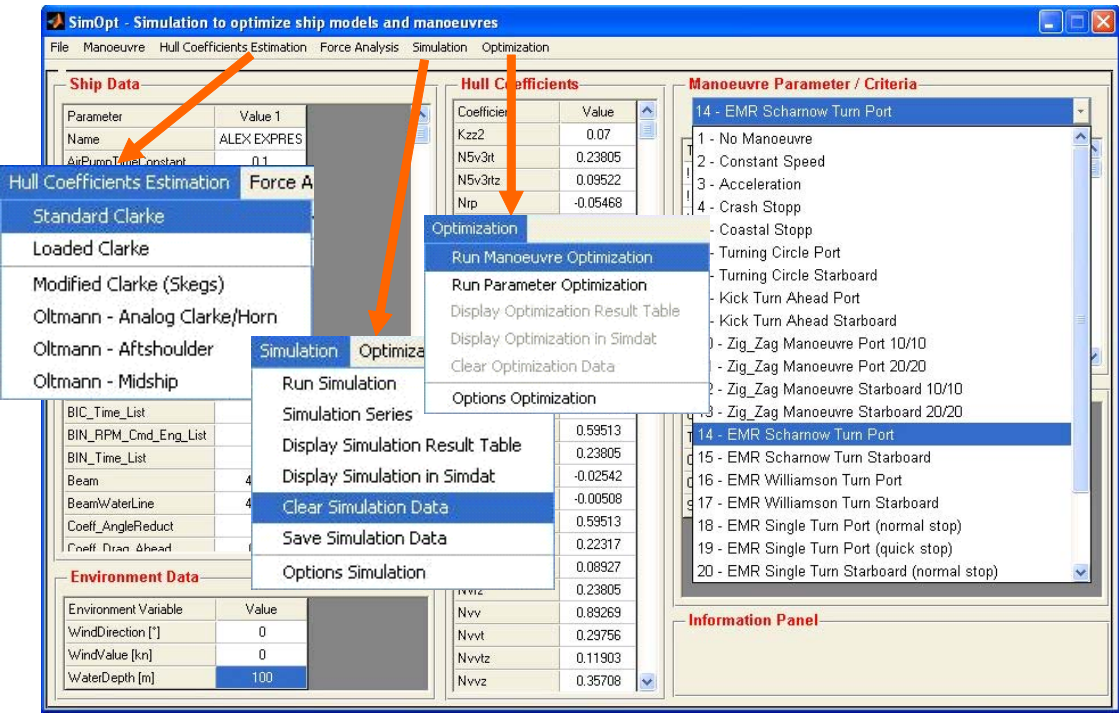 SimOpt - Simulation to optimize ship models and manoeuvres
File Manoeuvre Hull Coefficients Estimation Force Analysis Simulation Optimization
Ship Data
Parameter Value 1
Name ALEX EXPRES
AirPumpTimeConstant 0.1
Hull Coefficients Estimation Force A
Standard Clarke
Loaded Clarke
Modified Clarke (Skegs)
Oltmann - Analog Clarke/Horn
Oltmann - Aftshoulder
Oltmann - Midship
BIC_Time_List
BIN_RPM_Cmd_Eng_List
BIN_Time_List
Beam 4
BeamWaterLine 4
Coeff_AngleReduct
Coeff_Drag_Ahead
Environment Data
Environment Variable Value
WindDirection [°] 0
WindValue [kn] 0
WaterDepth [m] 100
Simulation Optimiza
Run Simulation
Simulation Series
Display Simulation Result Table
Display Simulation in Simdat
Clear Simulation Data
Save Simulation Data
Options Simulation
Hull Coefficients
Coefficien Value
Kzz2 0.07
N5v3rt 0.23805
N5v3rtz 0.09522
Nrp -0.05468
Optimization
Run Manoeuvre Optimization
Run Parameter Optimization
Display Optimization Result Table
Display Optimization in Simdat
Clear Optimization Data
Options Optimization
0.59513
0.23805
-0.02542
-0.00508
0.59513
0.22317
0.08927
0.23805
Nvv 0.89269
Nvvt 0.29756
Nvvtz 0.11903
Nvvz 0.35708
Manoeuvre Parameter / Criteria
14 - EMR Scharnow Turn Port
1 - No Manoeuvre
2 - Constant Speed
3 - Acceleration
4 - Crash Stopp
- Coastal Stopp
- Turning Circle Port
- Turning Circle Starboard
- Kick Turn Ahead Port
- Kick Turn Ahead Starboard
- Zig_Zag Manoeuvre Port 10/10
- Zig_Zag Manoeuvre Port 20/20
- Zig_Zag Manoeuvre Starboard 10/10
- Zig_Zag Manoeuvre Starboard 20/20
14 - EMR Scharnow Turn Port
15 - EMR Scharnow Turn Starboard
16 - EMR Williamson Turn Port
17 - EMR Williamson Turn Starboard
18 - EMR Single Turn Port (normal stop)
19 - EMR Single Turn Port (quick stop)
20 - EMR Single Turn Starboard (normal stop)
Information Panel